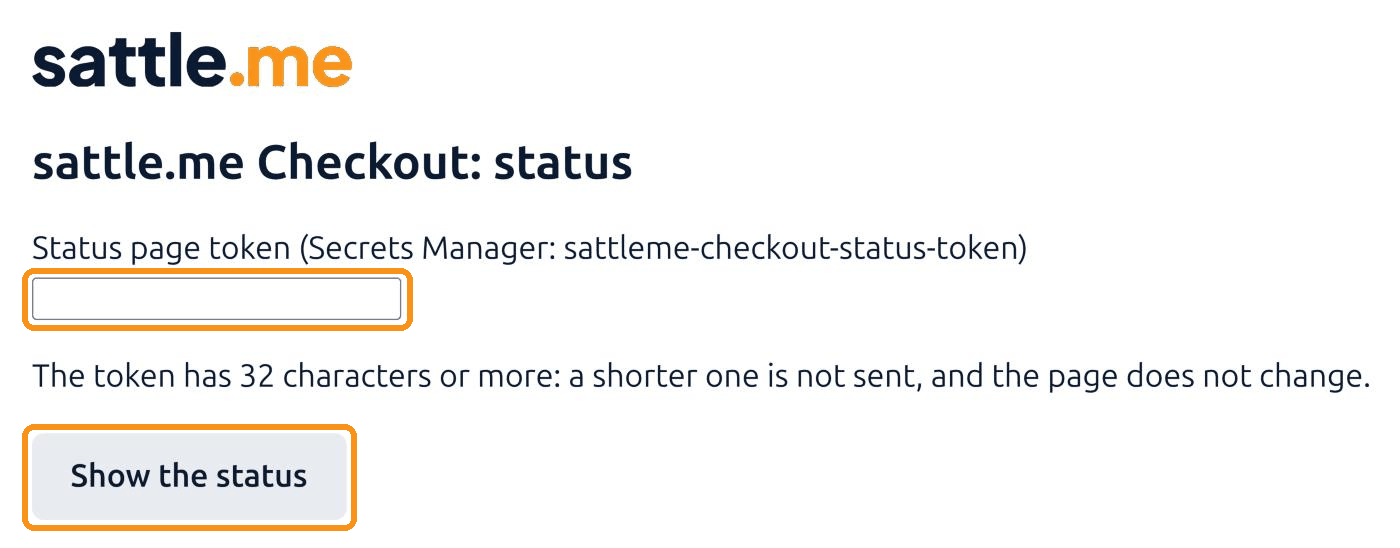 sattle.me
sattle.me Checkout: status
Status page token (Secrets Manager: sattleme-checkout-status-token)
The token has 32 characters or more: a shorter one is not sent, and the page does not change.
Show the status